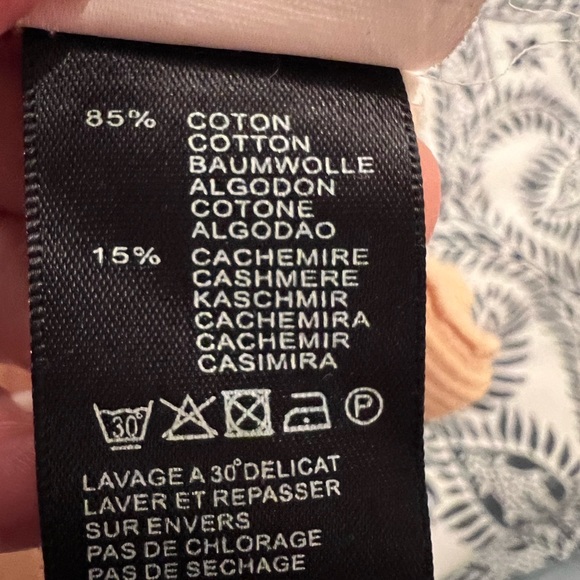 85% COTON
COTTON
BAUMWOLLE
ALGODON
COTONE
ALGODAO
15% CACHEMIRE
CASHMERE
KASCHMIR
CACHEMIRA
CACHEMIR
CASIMIRA
30° P
LAVAGE A 30° DELICAT
LAVER ET REPASSER
SUR ENVERS
PAS DE CHLORAGE
PAS DE SECHAGE